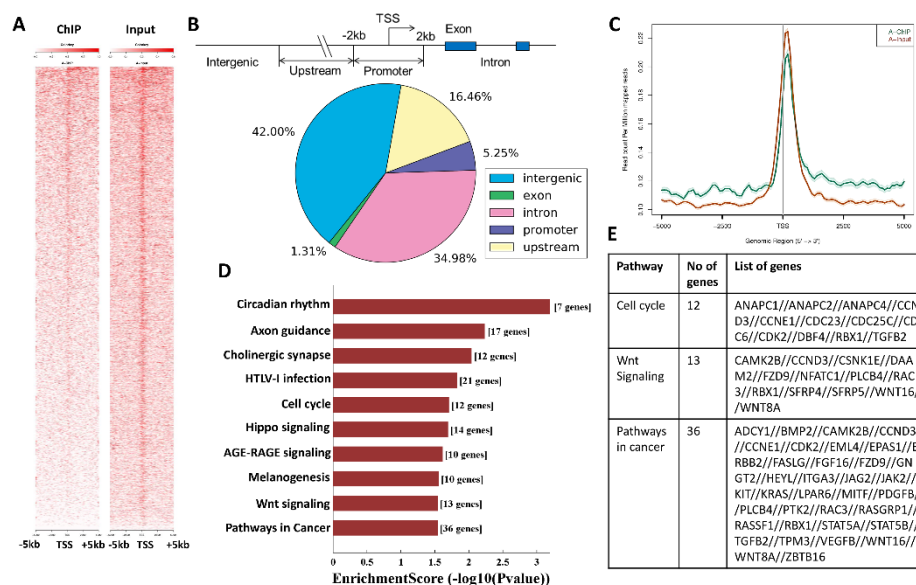 A
ChIP
Input
-5kb TSS +5kb
-5kb TSS +5kb
B
TSS
-2kb
2kb
Exon
Intergenic
Upstream
Promoter
Intron
42.00%
16.46%
5.25%
34.98%
1.31%
intergenic
exon
intron
promoter
upstream
C
A-CHIP
A-Input
Read count Per Million mapped reads
0.22
0.20
0.18
0.16
0.14
0.12
0.10
-5000
-2500
TSS
2500
5000
Genomic Region (5' -> 3')
D
Circadian rhythm
[7 genes]
Axon guidance
[17 genes]
Cholinergic synapse
[12 genes]
HTLV-I infection
[21 genes]
Cell cycle
[12 genes]
Hippo signaling
[14 genes]
AGE-RAGE signaling
[10 genes]
Melanogenesis
[10 genes]
Wnt signaling
[13 genes]
Pathways in Cancer
[36 genes]
0 0.5 1 1.5 2 2.5 3
EnrichmentScore (-log10(Pvalue))
E
Pathway
No of
genes
List of genes
Cell cycle
12
ANAPC1//ANAPC2//ANAPC4//CCN
D3//CCNE1//CDC23//CDC25C//CD
C6//CDK2//DBF4//RBX1//TGFB2
Wnt
Signaling
13
CAMK2B//CCND3//CSNK1E//DAA
M2//FZD9//NFATC1//PLCB4//RAC
3//RBX1//SFRP4//SFRP5//WNT16/
/WNT8A
Pathways
in cancer
36
ADCY1//BMP2//CAMK2B//CCND3
//CCNE1//CDK2//EML4//EPAS1//E
RBB2//FASLG//FGF16//FZD9//GN
GT2//HEYL//ITGA3//JAG2//JAK2//
KIT//KRAS//LPAR6//MITF//PDGFB/
/PLCB4//PTK2//RAC3//RASGRP1//
RASSF1//RBX1//STAT5A//STAT5B//
TGFB2//TPM3//VEGFB//WNT16//
WNT8A//ZBTB16